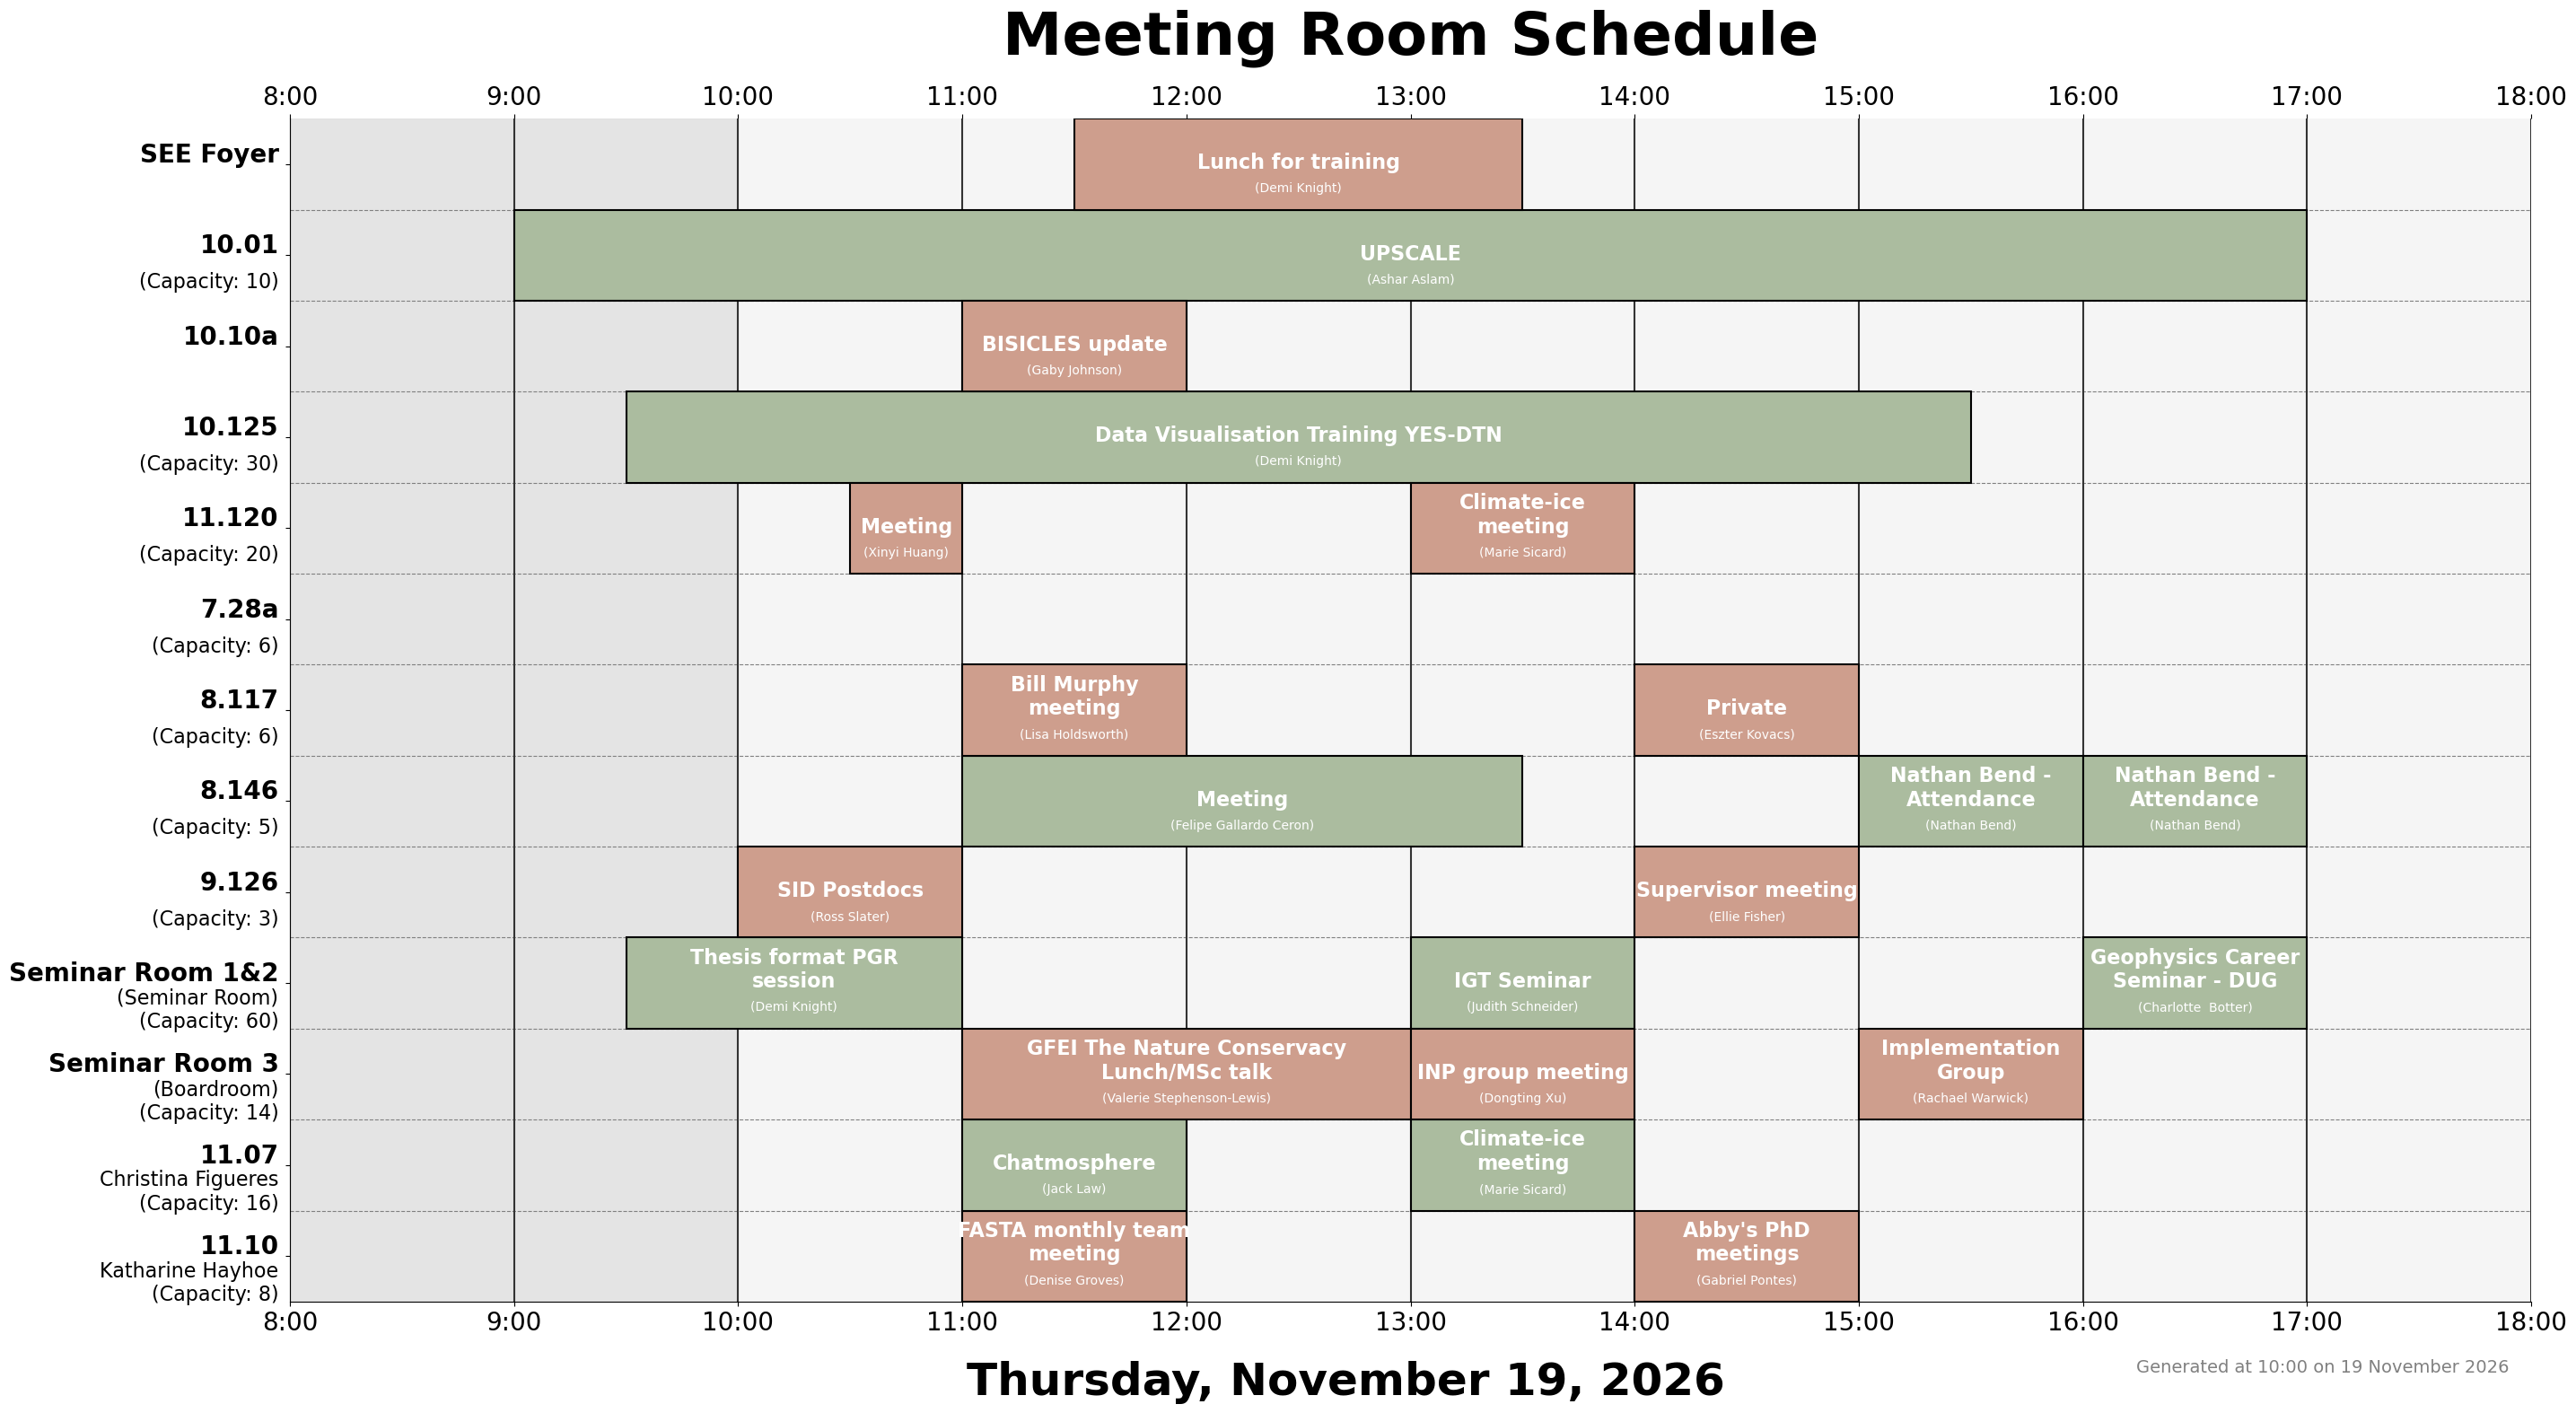 Meeting Room Schedule
8:00 9:00 10:00 11:00 12:00 13:00 14:00 15:00 16:00 17:00 18:00
SEE Foyer
Lunch for training
(Demi Knight)
10.01
(Capacity: 10)
UPSCALE
(Ashar Aslam)
10.10a
BISICLES update
(Gaby Johnson)
10.125
(Capacity: 30)
Data Visualisation Training YES-DTN
(Demi Knight)
11.120
(Capacity: 20)
Meeting
(Xinyi Huang)
Climate-ice
meeting
(Marie Sicard)
7.28a
(Capacity: 6)
8.117
(Capacity: 6)
Bill Murphy
meeting
(Lisa Holdsworth)
Private
(Eszter Kovacs)
8.146
(Capacity: 5)
Meeting
(Felipe Gallardo Ceron)
Nathan Bend -
Attendance
(Nathan Bend)
Nathan Bend -
Attendance
(Nathan Bend)
9.126
(Capacity: 3)
SID Postdocs
(Ross Slater)
Supervisor meeting
(Ellie Fisher)
Seminar Room 1&2
(Seminar Room)
(Capacity: 60)
Thesis format PGR
session
(Demi Knight)
IGT Seminar
(Judith Schneider)
Geophysics Career
Seminar - DUG
(Charlotte  Botter)
Seminar Room 3
(Boardroom)
(Capacity: 14)
GFEI The Nature Conservacy
Lunch/MSc talk
(Valerie Stephenson-Lewis)
INP group meeting
(Dongting Xu)
Implementation
Group
(Rachael Warwick)
11.07
Christina Figueres
(Capacity: 16)
Chatmosphere
(Jack Law)
Climate-ice
meeting
(Marie Sicard)
11.10
Katharine Hayhoe
(Capacity: 8)
FASTA monthly team
meeting
(Denise Groves)
Abby's PhD
meetings
(Gabriel Pontes)
8:00 9:00 10:00 11:00 12:00 13:00 14:00 15:00 16:00 17:00 18:00
Thursday, November 19, 2026
Generated at 10:00 on 19 November 2026